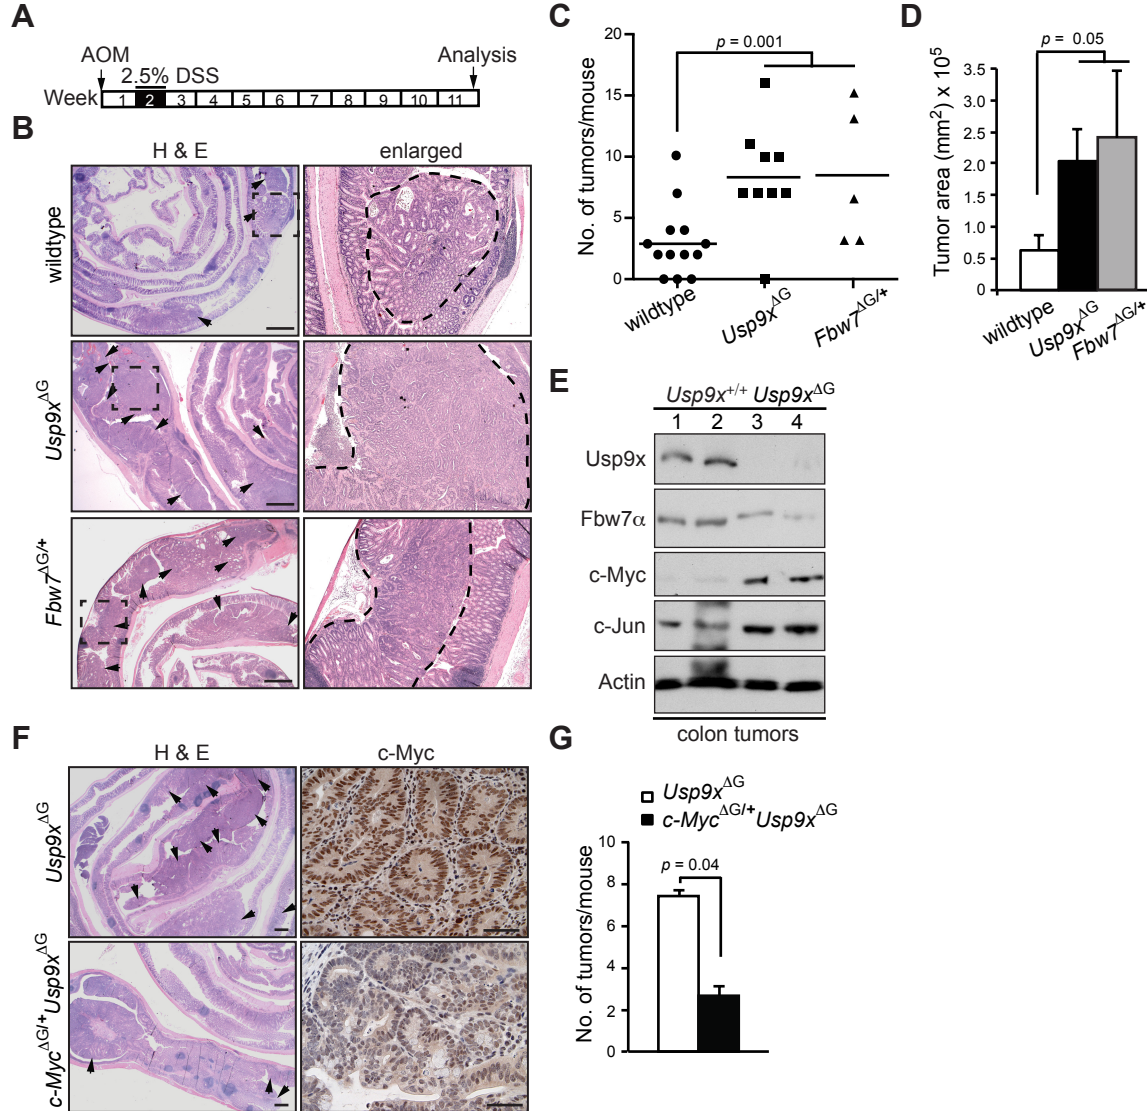 A
AOM
Analysis
2.5% DSS
Week 1 2 3 4 5 6 7 8 9 10 11
B
H & E
enlarged
wildtype
Usp9xΔG
Fbw7ΔG/+
C
No. of tumors/mouse
20
15
10
5
0
p = 0.001
wildtype
Usp9xΔG
Fbw7ΔG/+
D
Tumor area (mm2) x 105
3.5
3.0
2.5
2.0
1.5
1.0
0.5
0
p = 0.05
wildtype
Usp9xΔG
Fbw7ΔG/+
E
Usp9x+/+ Usp9xΔG
1 2 3 4
Usp9x
Fbw7α
c-Myc
c-Jun
Actin
colon tumors
F
H & E
c-Myc
Usp9xΔG
c-MycΔG/+Usp9xΔG
G
Usp9xΔG
c-MycΔG/+Usp9xΔG
No. of tumors/mouse
10
8
6
4
2
0
p = 0.04